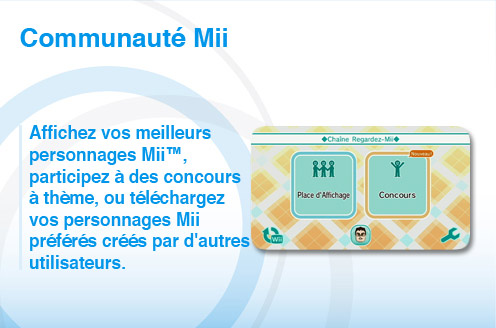 Communauté Mii
Affichez vos meilleurs
personnages Mii™,
participez à des concours
à thème, ou téléchargez
vos personnages Mii
préférés créés par d'autres
utilisateurs.
◆Chaîne Regardez-Mii◆
Nouveau!
Place d'Affichage
Concours
Wii